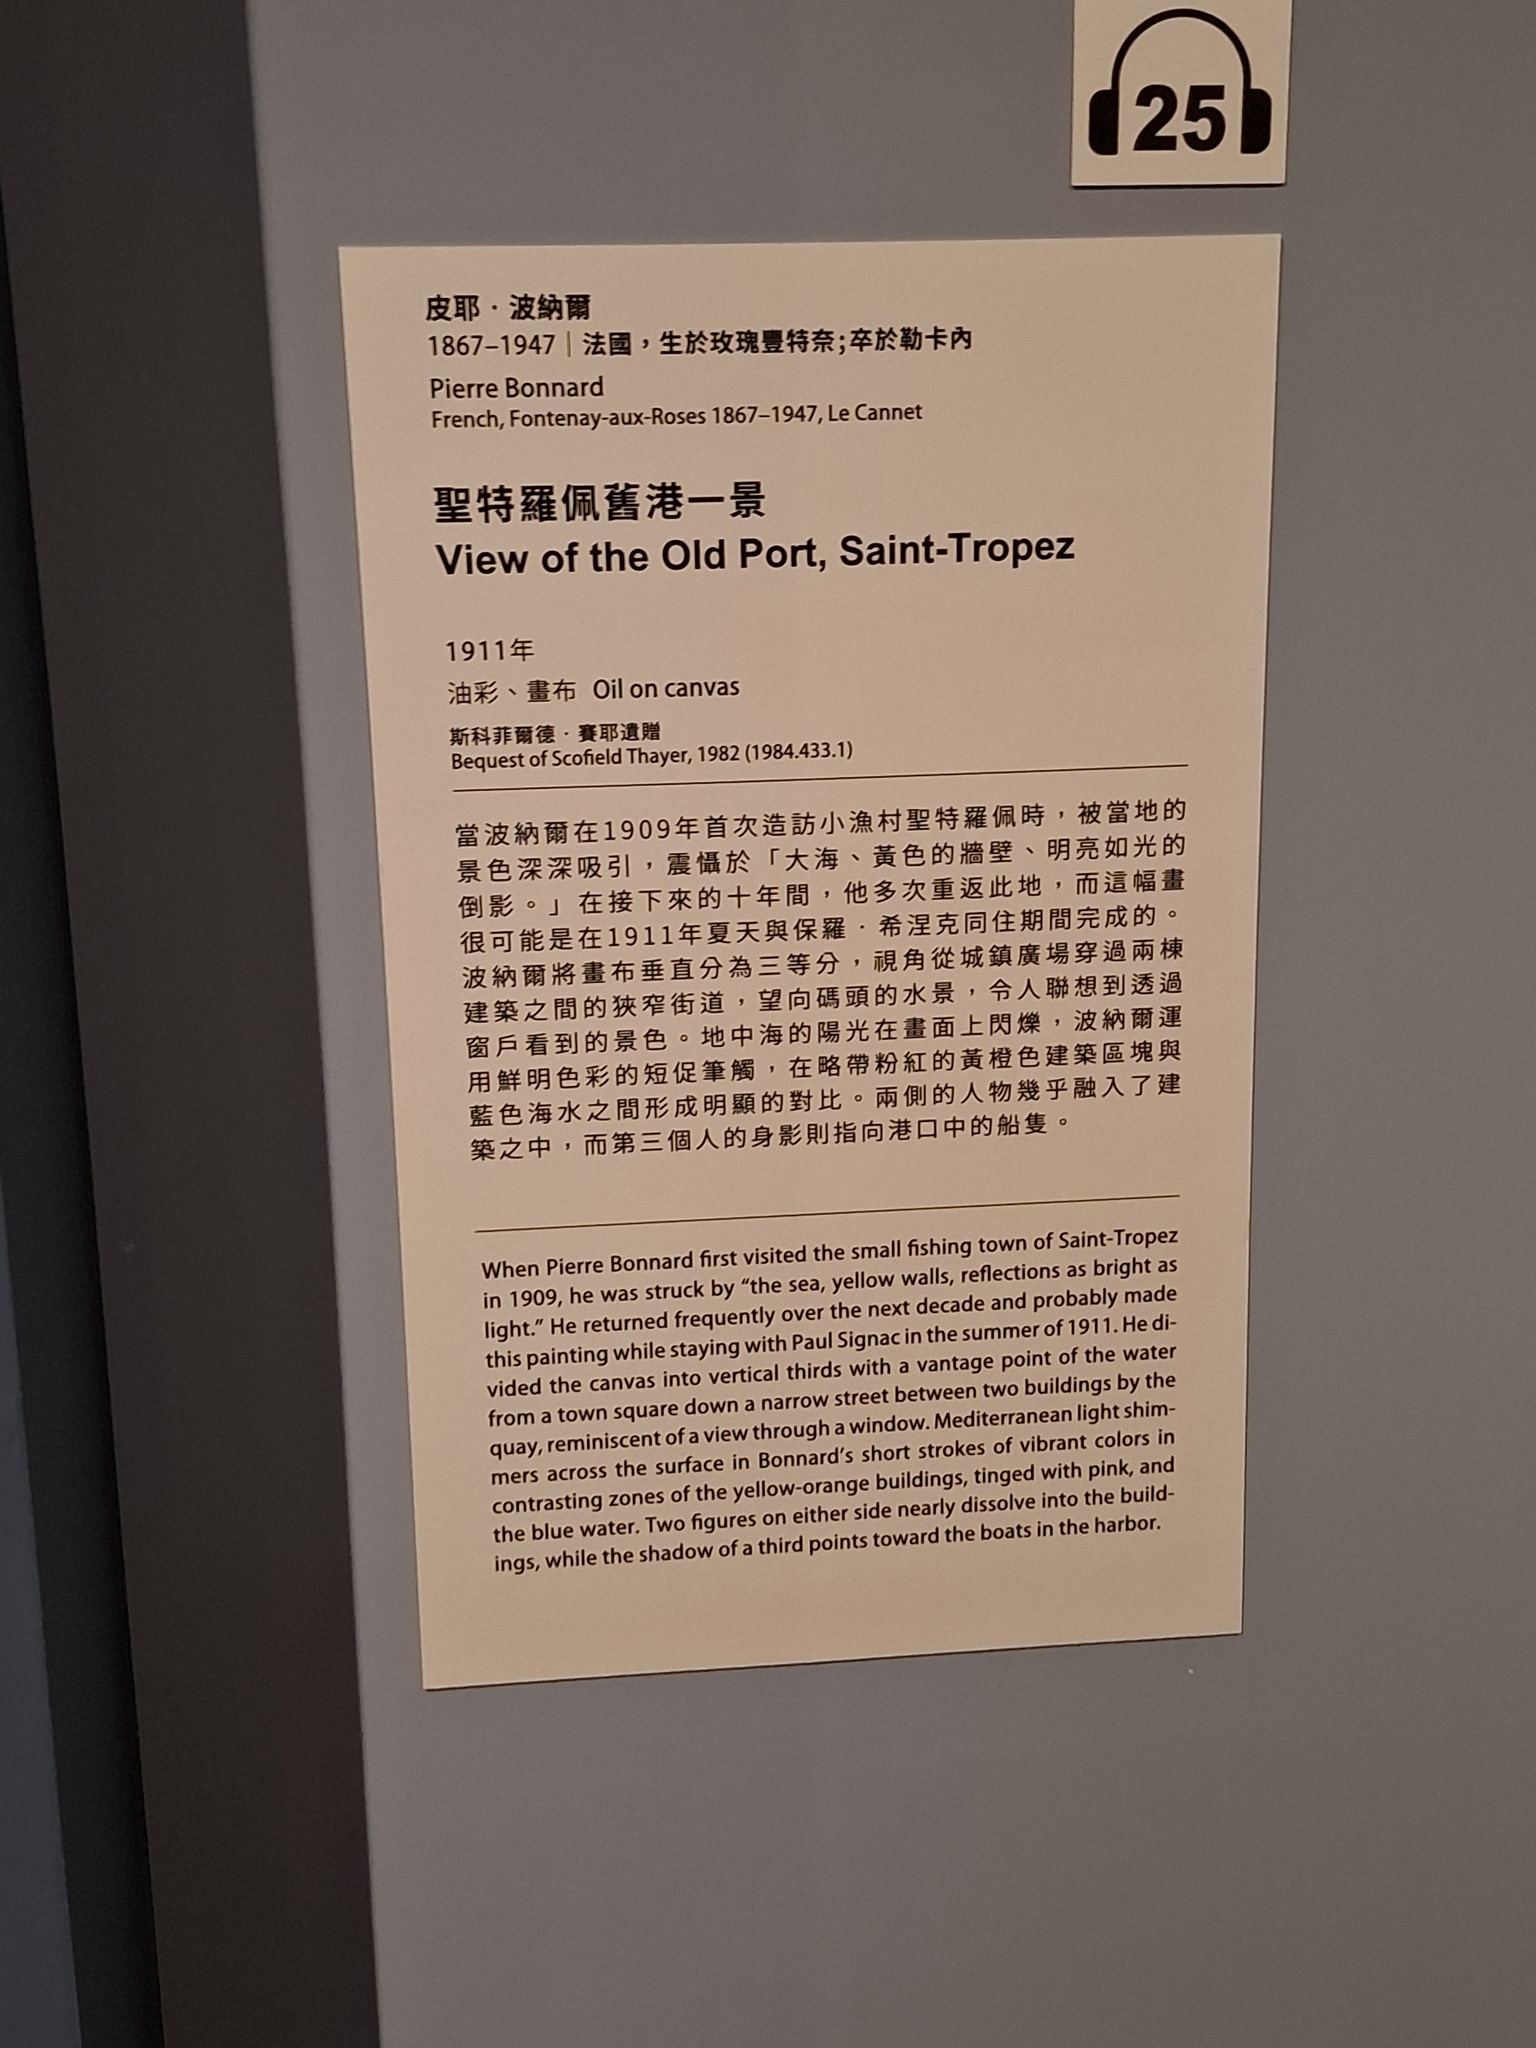 25
皮耶·波納爾
1867–1947｜法國，生於玫瑰豐特奈;卒於勒卡內
Pierre Bonnard
French, Fontenay-aux-Roses 1867–1947, Le Cannet
聖特羅佩舊港一景
View of the Old Port, Saint-Tropez
1911年
油彩、畫布 Oil on canvas
斯科菲爾德·賽耶遺贈
Bequest of Scofield Thayer, 1982 (1984.433.1)
當波納爾在1909年首次造訪小漁村聖特羅佩時，被當地的
景色深深吸引，震懾於「大海、黃色的牆壁、明亮如光的
倒影。」在接下來的十年間，他多次重返此地，而這幅畫
很可能是在1911年夏天與保羅·希涅克同住期間完成的。
波納爾將畫布垂直分為三等分，視角從城鎮廣場穿過兩棟
建築之間的狹窄街道，望向碼頭的水景，令人聯想到透過
窗戶看到的景色。地中海的陽光在畫面上閃爍，波納爾運
用鮮明色彩的短促筆觸，在略帶粉紅的黃橙色建築區塊與
藍色海水之間形成明顯的對比。兩側的人物幾乎融入了建
築之中，而第三個人的身影則指向港口中的船隻。
When Pierre Bonnard first visited the small fishing town of Saint-Tropez
in 1909, he was struck by “the sea, yellow walls, reflections as bright as
light.” He returned frequently over the next decade and probably made
this painting while staying with Paul Signac in the summer of 1911. He di-
vided the canvas into vertical thirds with a vantage point of the water
from a town square down a narrow street between two buildings by the
quay, reminiscent of a view through a window. Mediterranean light shim-
mers across the surface in Bonnard’s short strokes of vibrant colors in
contrasting zones of the yellow-orange buildings, tinged with pink, and
the blue water. Two figures on either side nearly dissolve into the build-
ings, while the shadow of a third points toward the boats in the harbor.